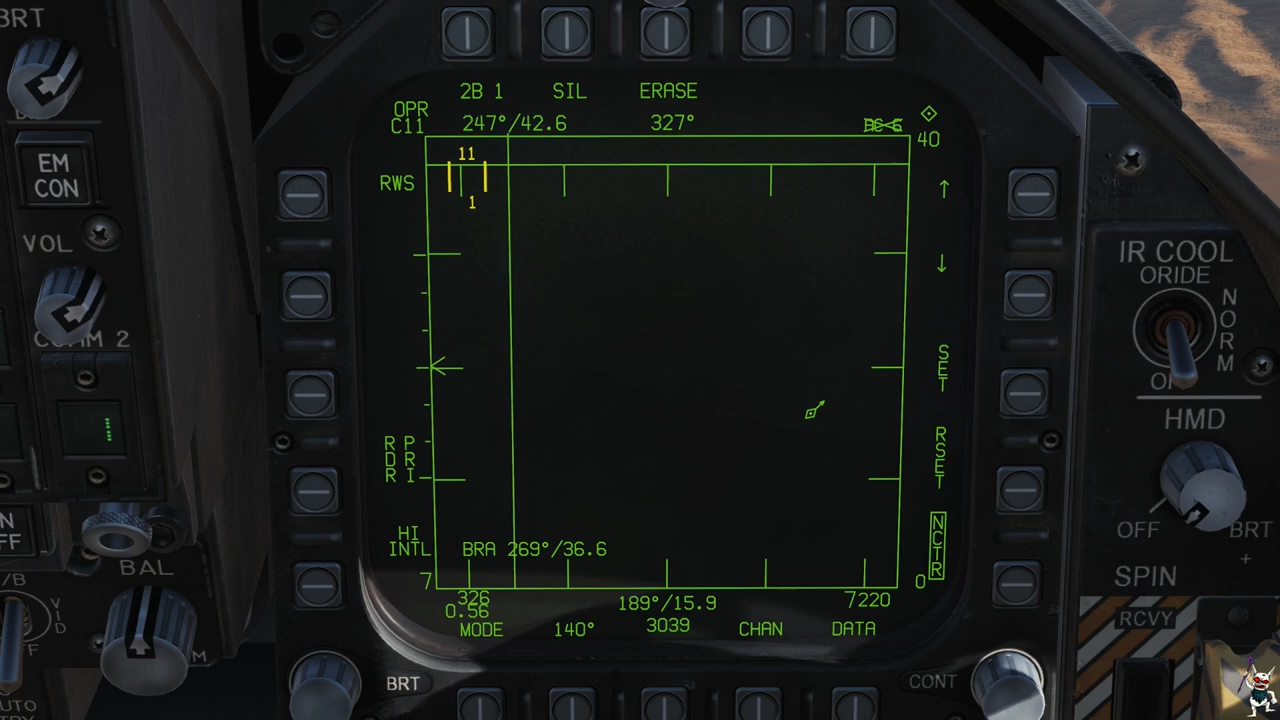 BRT
EM
CON
VOL
COMM 2
BAL
2B 1
SIL
ERASE
OPR
C11
247°/42.6
327°
40
RWS
11
1
SET
RSET
NCTR
RDR
PRI
HI
INTL
BRA 269°/36.6
7
0
326
0.56
189°/15.9
7220
MODE
140°
3039
CHAN
DATA
BRT
CONT
IR COOL
ORIDE
NORM
HMD
OFF
BRT
+
SPIN
RCVY